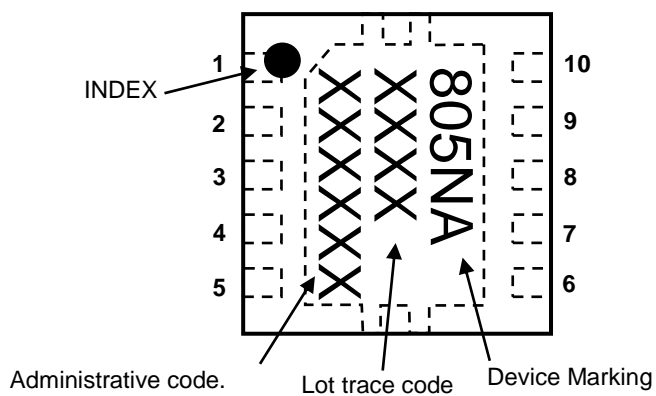 1
2
3
4
5
10
9
8
7
6
INDEX
805NA
XXXX
XXXXXX
Administrative code.
Lot trace code
Device Marking